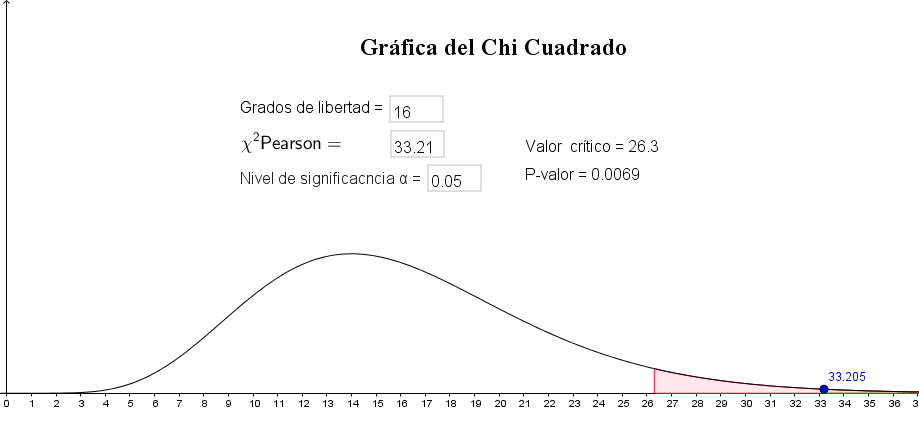 Gráfica del Chi Cuadrado
Grados de libertad = 16
χ²Pearson = 33.21
Valor crítico = 26.3
Nivel de significacncia α = 0.05
P-valor = 0.0069
33.205
0 1 2 3 4 5 6 7 8 9 10 11 12 13 14 15 16 17 18 19 20 21 22 23 24 25 26 27 28 29 30 31 32 33 34 35 36